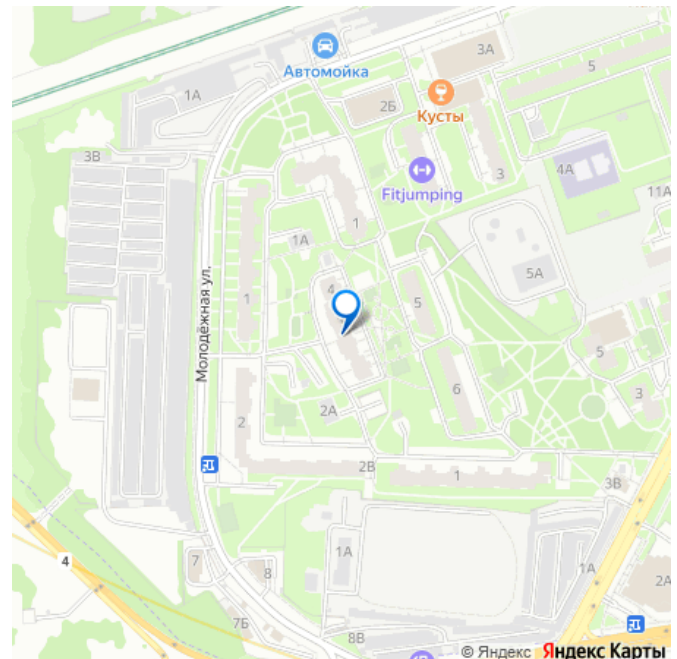 Автомойка
3А
5
1А
2Б
Кусты
3В
Fitjumping
3
4А
11А
1
1А
5А
4
1
5
Молодёжная ул.
5
6
3
2А
2
2В
1
3В
1А
1А
4
7
8
2А
7Б
8В
© Яндекс Яндекс Карты